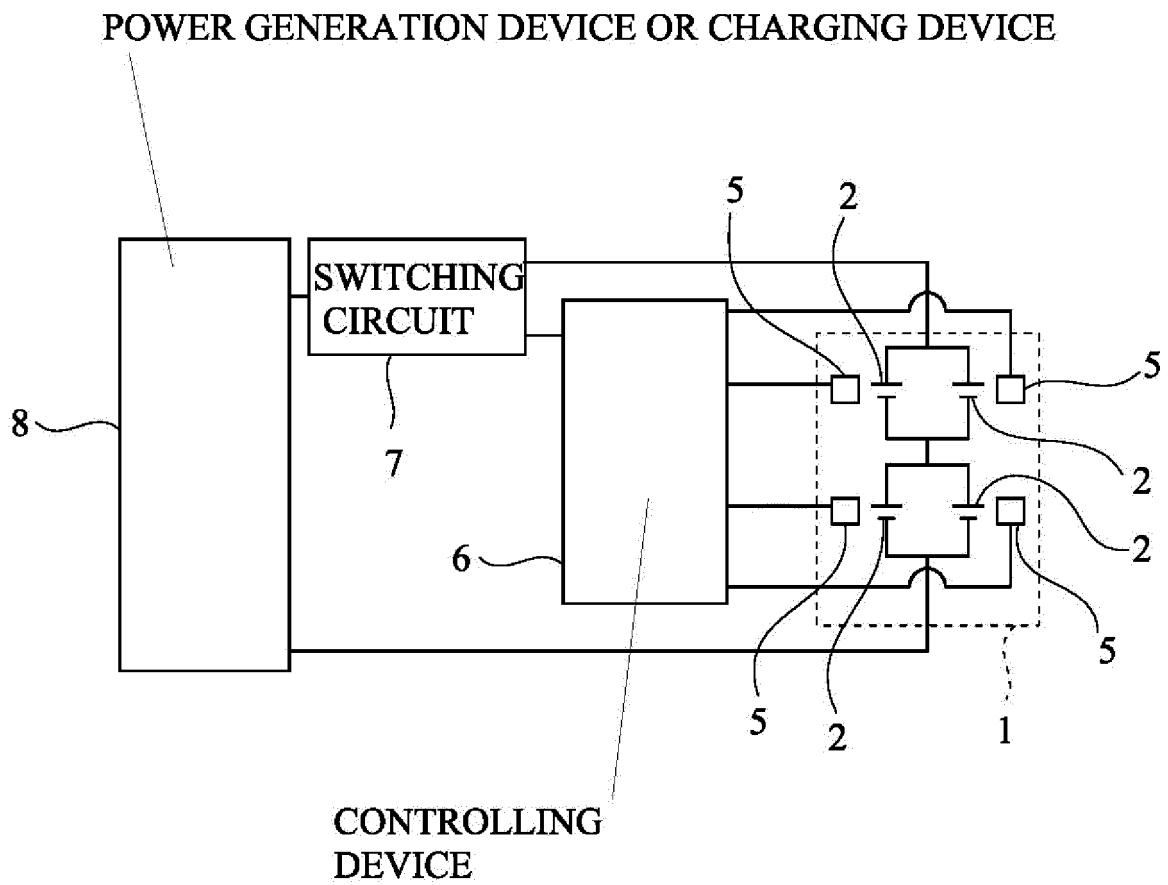 POWER GENERATION DEVICE OR CHARGING DEVICE
5
2
SWITCHING
CIRCUIT
5
8
7
2
2
6
5
5
2
1
CONTROLLING
DEVICE